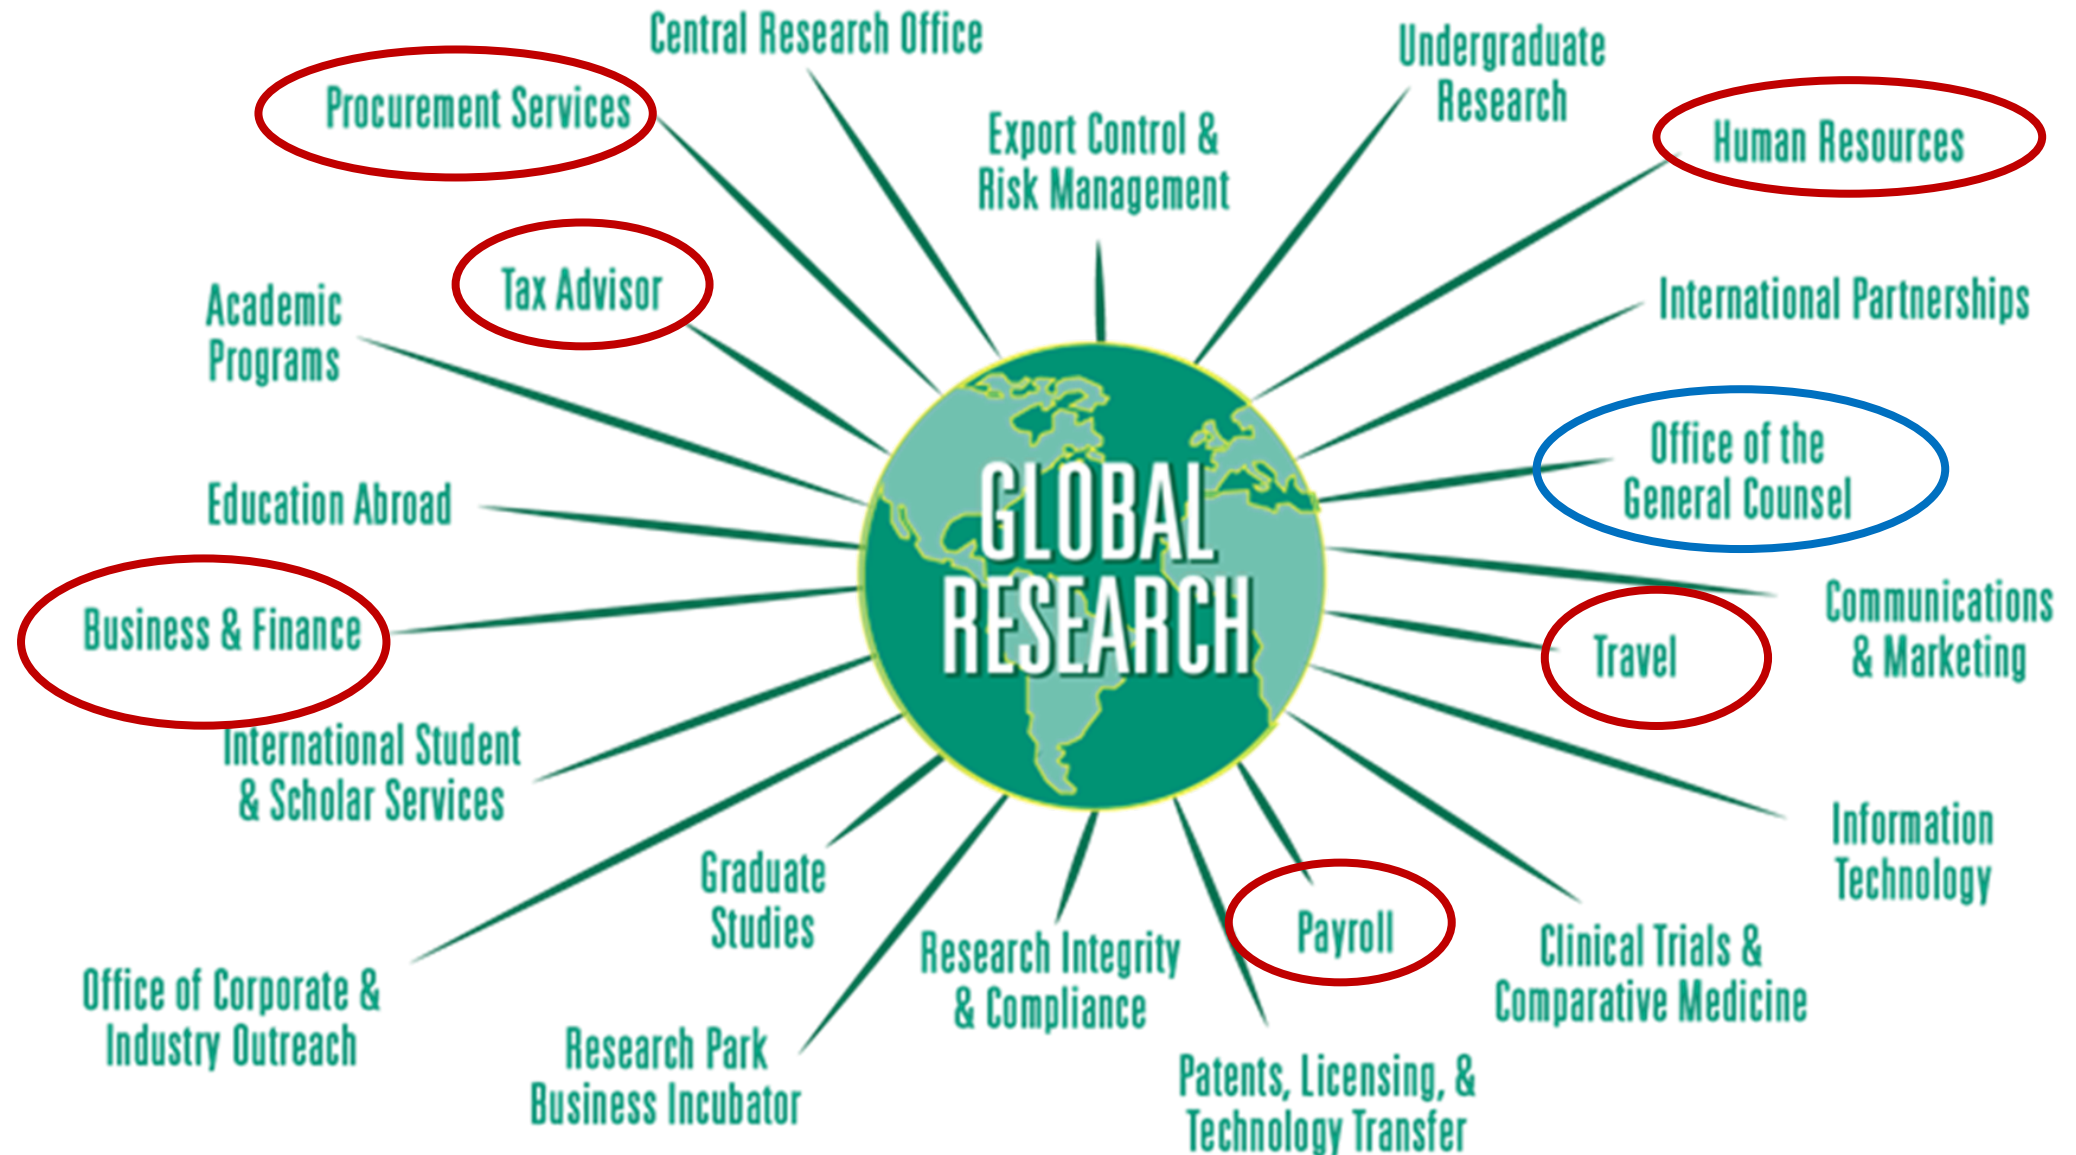 Central Research Office
Undergraduate
Research
Procurement Services
Export Control &
Risk Management
Human Resources
Tax Advisor
International Partnerships
Academic
Programs
Office of the
General Counsel
Education Abroad
GLOBAL
RESEARCH
Business & Finance
Communications
& Marketing
Travel
International Student
& Scholar Services
Information
Technology
Graduate
Studies
Payroll
Research Integrity
& Compliance
Clinical Trials &
Comparative Medicine
Office of Corporate &
Industry Outreach
Research Park
Business Incubator
Patents, Licensing, &
Technology Transfer